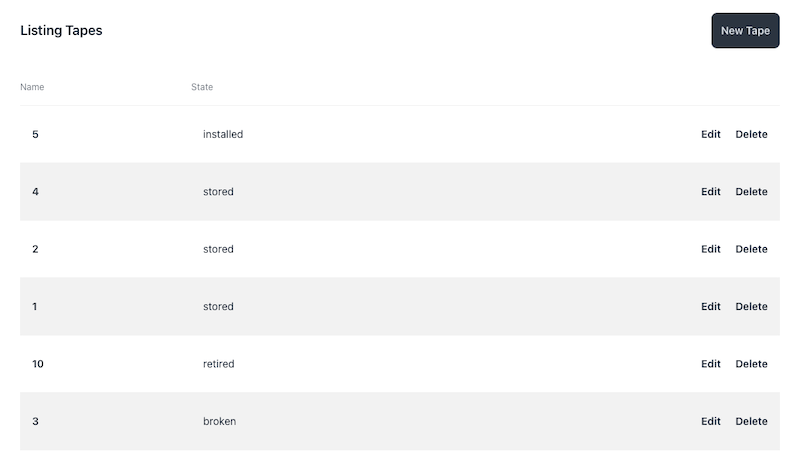 Listing Tapes New Tape
Name State
5 installed Edit Delete
4 stored Edit Delete
2 stored Edit Delete
1 stored Edit Delete
10 retired Edit Delete
3 broken Edit Delete